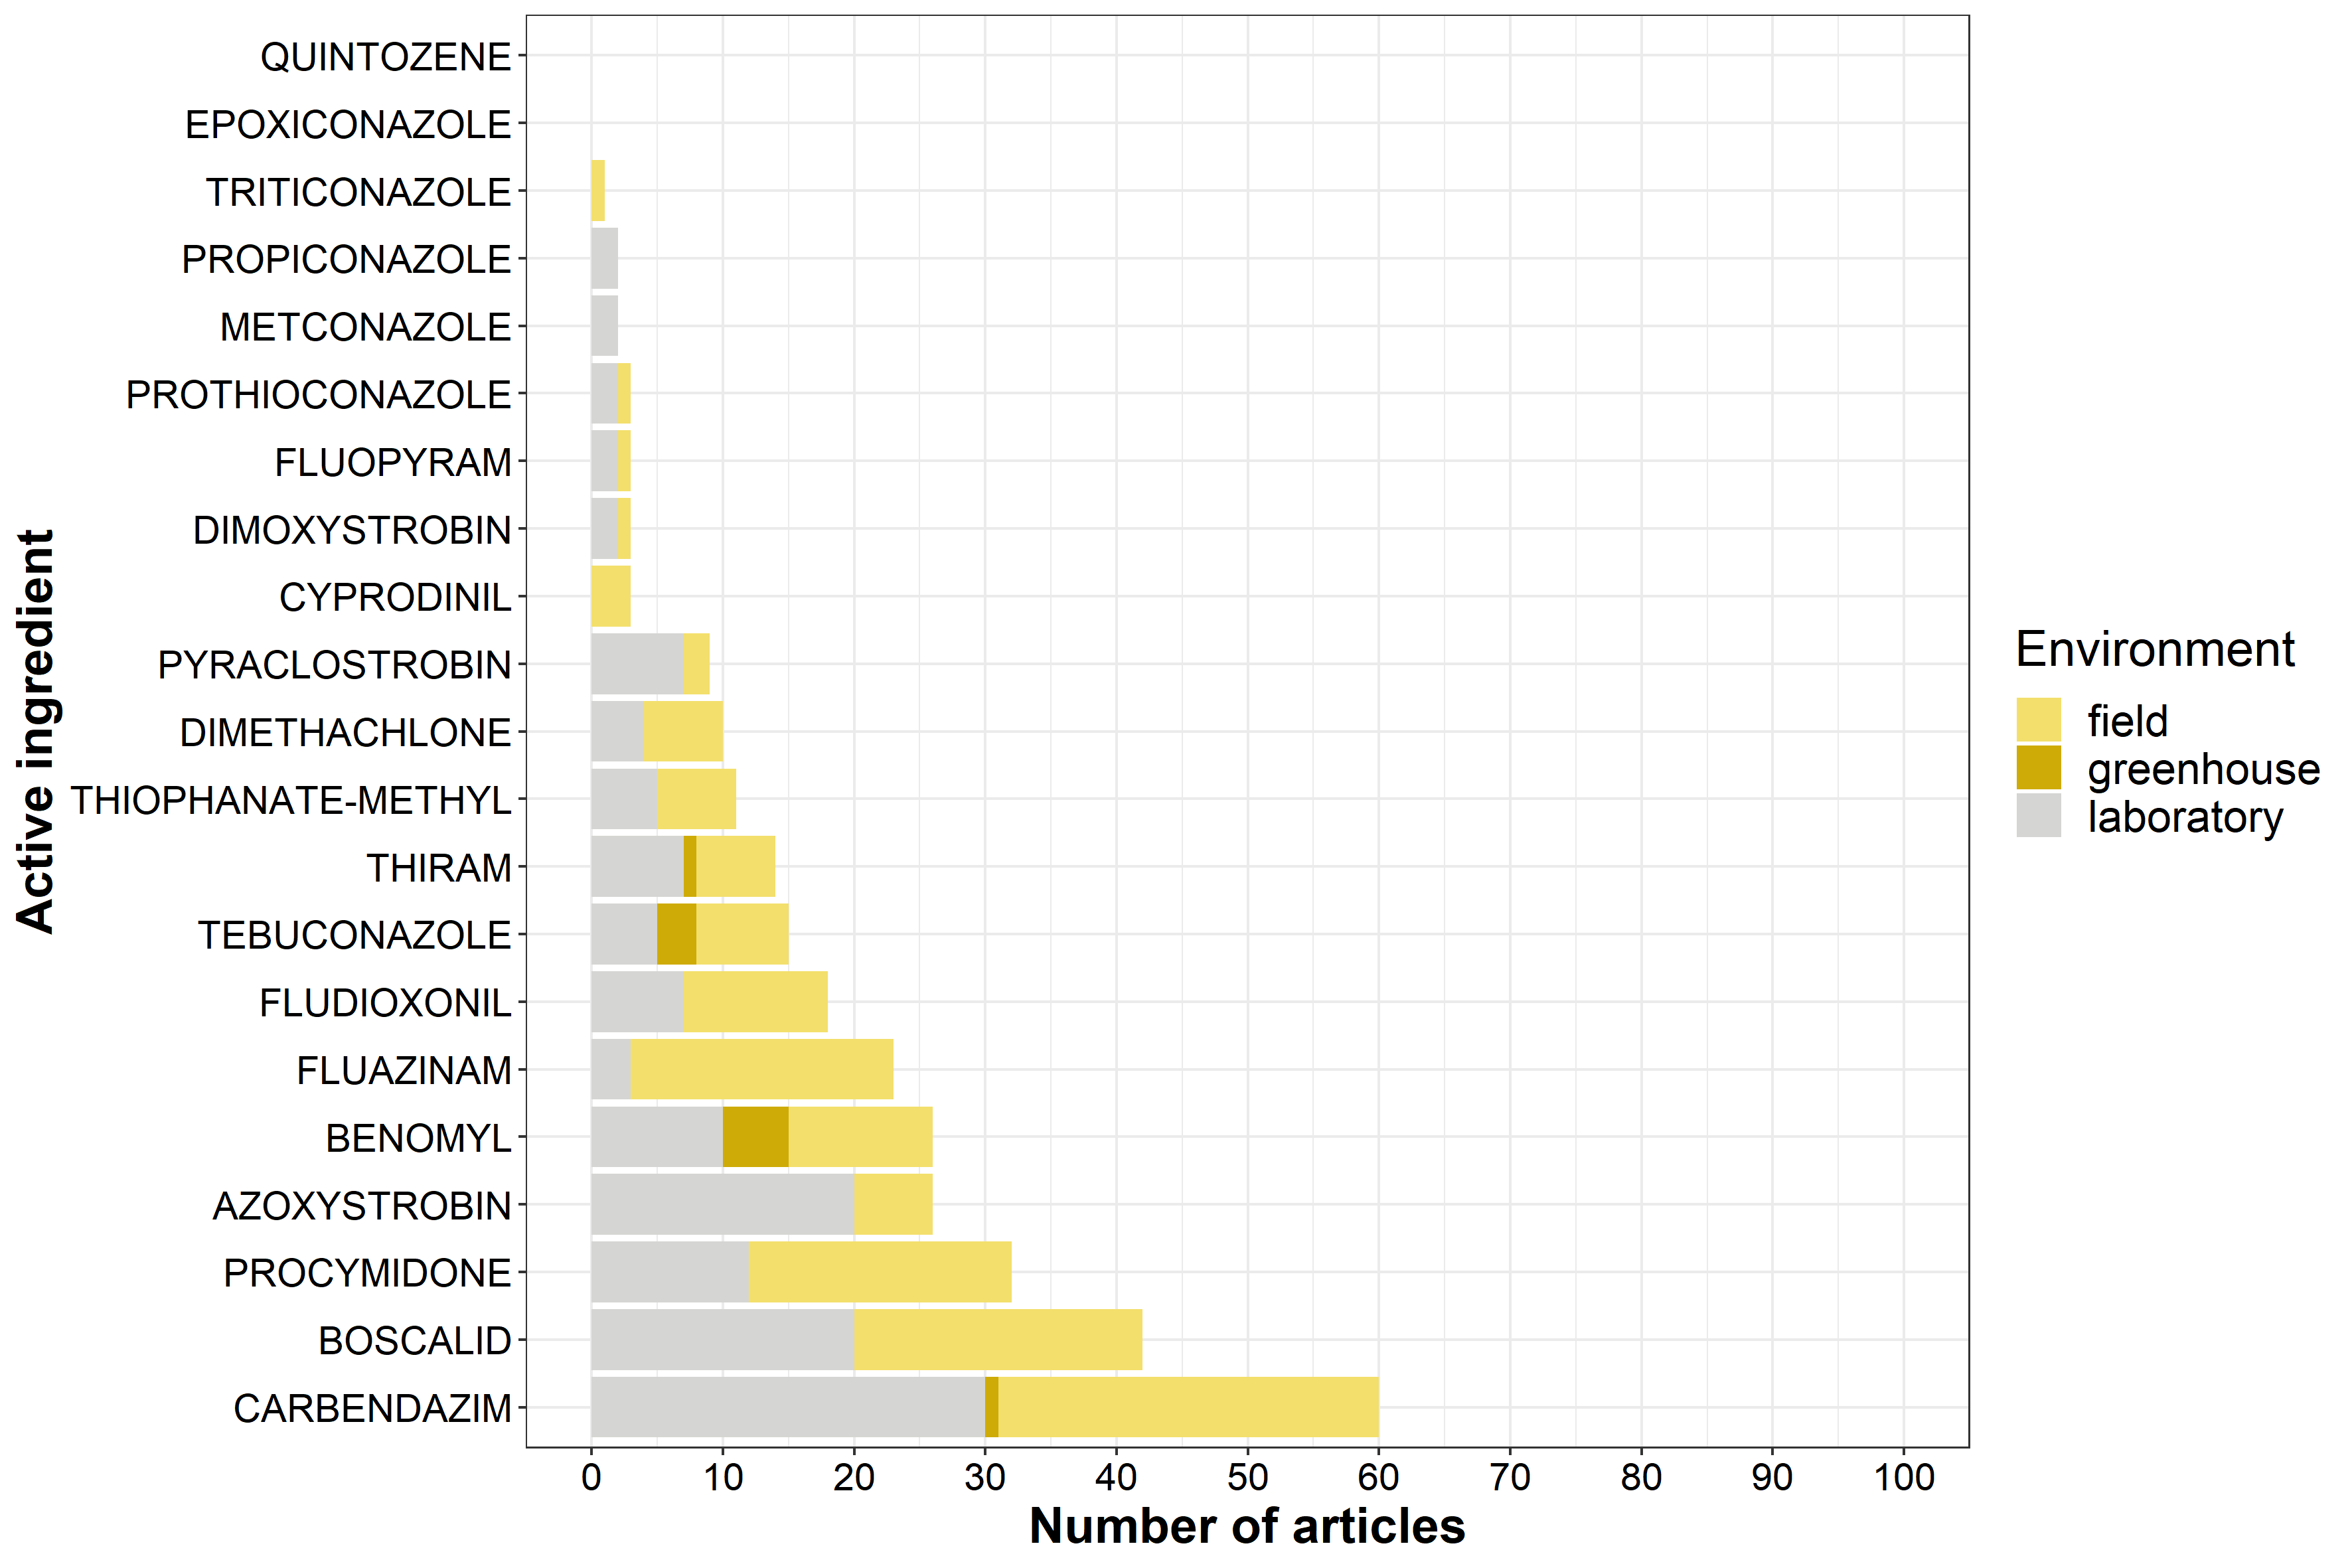 QUINTOZENE
EPOXICONAZOLE
TRITICONAZOLE
PROPICONAZOLE
METCONAZOLE
PROTHIOCONAZOLE
FLUOPYRAM
DIMOXYSTROBIN
CYPRODINIL
PYRACLOSTROBIN
DIMETHACHLONE
THIOPHANATE-METHYL
THIRAM
TEBUCONAZOLE
FLUDIOXONIL
FLUAZINAM
BENOMYL
AZOXYSTROBIN
PROCYMIDONE
BOSCALID
CARBENDAZIM
Active ingredient
0 10 20 30 40 50 60 70 80 90 100
Number of articles
Environment
field
greenhouse
laboratory